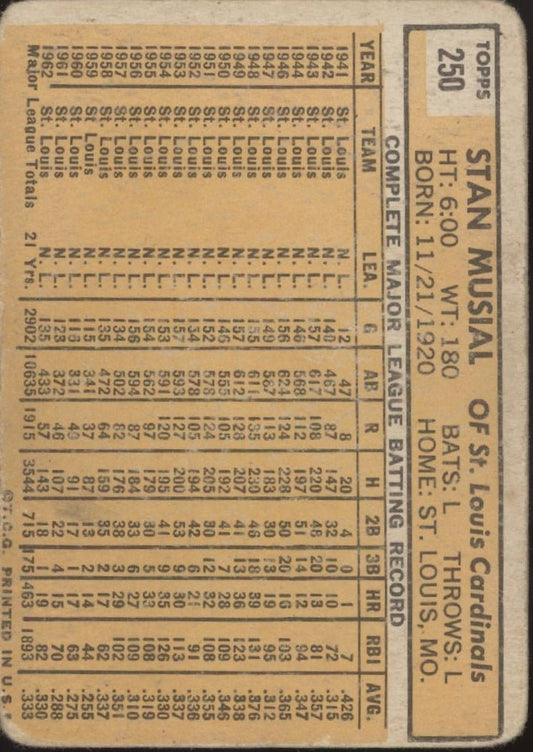 TOPPS
250
STAN MUSIAL OF St. Louis Cardinals
HT: 6:00 WT: 180 BATS: L THROWS: L
BORN: 11/21/1920 HOME: ST. LOUIS, MO.
COMPLETE MAJOR LEAGUE BATTING RECORD
YEAR TEAM LEA. G AB R H 2B 3B HR RBI AVG.
1941 St. Louis N. L. 12 47 8 20 4 0 1 7 .426
1942 St. Louis N. L. 140 467 87 147 32 10 10 72 .315
1943 St. Louis N. L. 157 617 108 220 48 20 13 81 .357
1944 St. Louis N. L. 146 568 112 197 51 14 12 94 .347
1946 St. Louis N. L. 156 624 124 228 50 20 16 103 .365
1947 St. Louis N. L. 149 587 113 183 30 13 19 95 .312
1948 St. Louis N. L. 155 611 135 230 46 18 39 131 .376
1949 St. Louis N. L. 157 612 128 207 41 13 36 123 .338
1950 St. Louis N. L. 146 555 105 192 41 7 28 109 .346
1951 St. Louis N. L. 152 578 124 205 30 12 32 108 .355
1952 St. Louis N. L. 154 578 105 194 42 6 21 91 .336
1953 St. Louis N. L. 157 593 127 200 53 9 30 113 .337
1954 St. Louis N. L. 153 591 120 195 41 9 35 126 .330
1955 St. Louis N. L. 154 562 97 179 30 5 33 108 .319
1956 St. Louis N. L. 156 594 87 184 33 6 27 109 .310
1957 St. Louis N. L. 134 502 82 176 38 3 29 102 .351
1958 St. Louis N. L. 135 472 64 159 35 2 17 62 .337
1959 St. Louis N. L. 115 341 37 87 13 2 14 44 .255
1960 St. Louis N. L. 116 331 49 91 17 1 17 63 .275
1961 St. Louis N. L. 123 372 46 107 22 4 15 70 .288
1962 St. Louis N. L. 135 433 57 143 18 1 19 82 .330
Major League Totals 21 Yrs. 2902 10635 1915 3544 715 175 463 1893 .333
©T.C.G. PRINTED IN U.S.